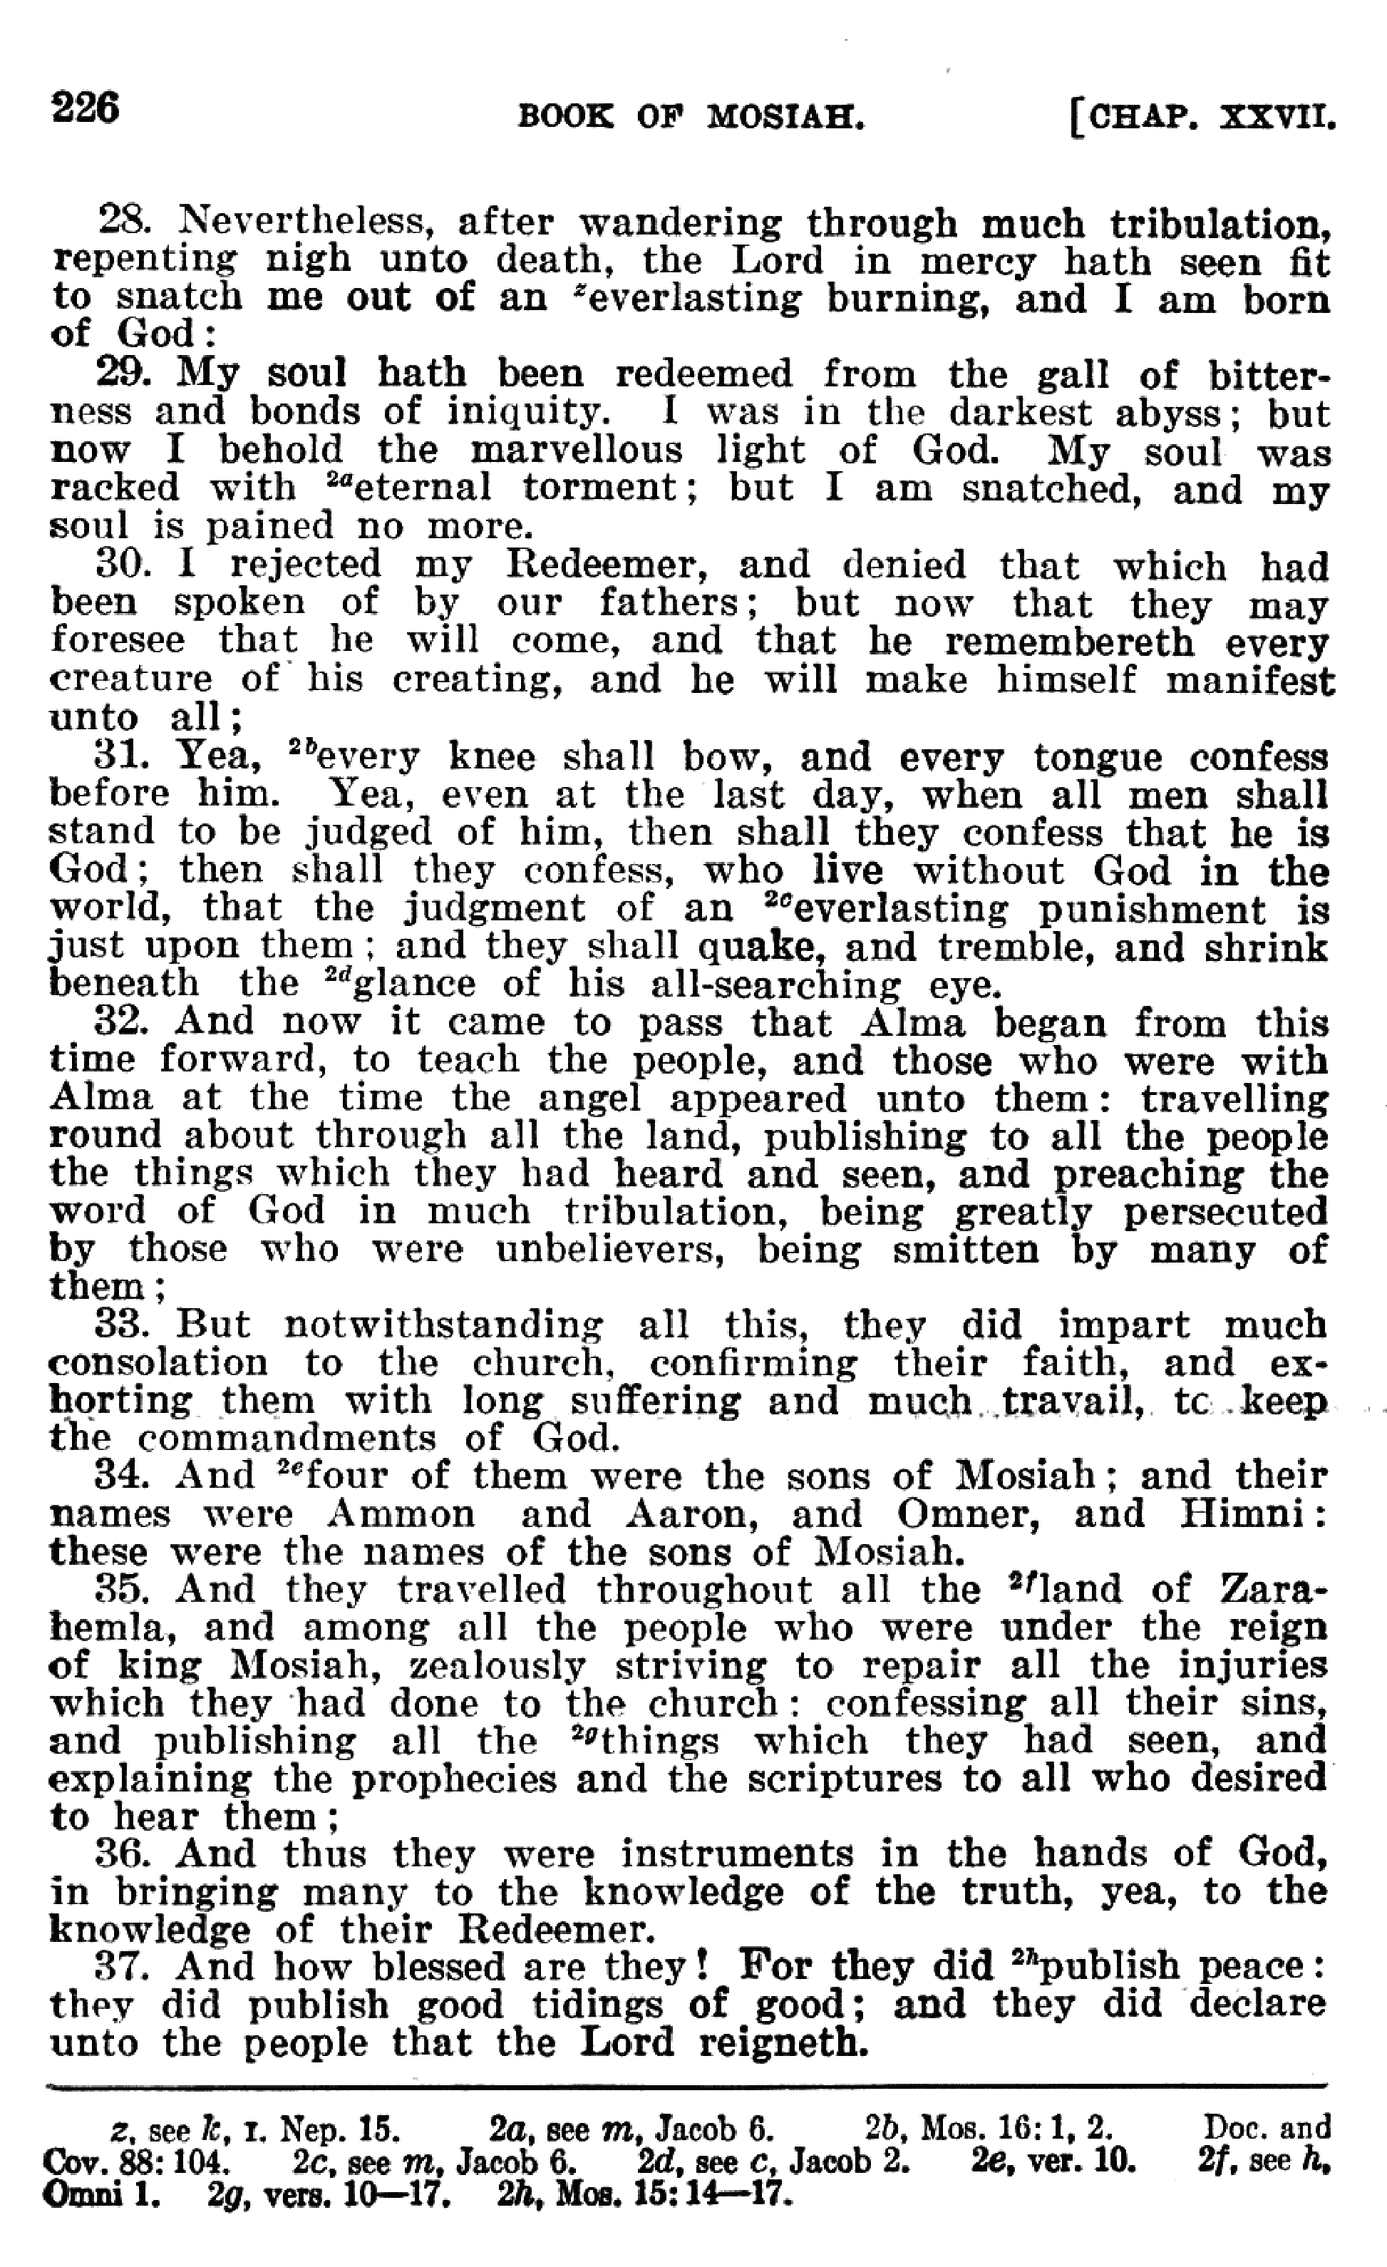 226 BOOK OF MOSIAH. [CHAP. XXVII.
28. Nevertheless, after wandering through much tribulation,
repenting nigh unto death, the Lord in mercy hath seen fit
to snatch me out of an ᶻeverlasting burning, and I am born
of God:
29. My soul hath been redeemed from the gall of bitter-
ness and bonds of iniquity. I was in the darkest abyss; but
now I behold the marvellous light of God. My soul was
racked with ²ᵃeternal torment; but I am snatched, and my
soul is pained no more.
30. I rejected my Redeemer, and denied that which had
been spoken of by our fathers; but now that they may
foresee that he will come, and that he remembereth every
creature of his creating, and he will make himself manifest
unto all;
31. Yea, ²ᵇevery knee shall bow, and every tongue confess
before him. Yea, even at the last day, when all men shall
stand to be judged of him, then shall they confess that he is
God; then shall they confess, who live without God in the
world, that the judgment of an ²ᶜeverlasting punishment is
just upon them; and they shall quake, and tremble, and shrink
beneath the ²ᵈglance of his all-searching eye.
32. And now it came to pass that Alma began from this
time forward, to teach the people, and those who were with
Alma at the time the angel appeared unto them: travelling
round about through all the land, publishing to all the people
the things which they had heard and seen, and preaching the
word of God in much tribulation, being greatly persecuted
by those who were unbelievers, being smitten by many of
them;
33. But notwithstanding all this, they did impart much
consolation to the church, confirming their faith, and ex-
horting them with long suffering and much travail, to keep
the commandments of God.
34. And ²ᵉfour of them were the sons of Mosiah; and their
names were Ammon and Aaron, and Omner, and Himni:
these were the names of the sons of Mosiah.
35. And they travelled throughout all the ²ᶠland of Zara-
hemla, and among all the people who were under the reign
of king Mosiah, zealously striving to repair all the injuries
which they had done to the church: confessing all their sins,
and publishing all the ²ᵍthings which they had seen, and
explaining the prophecies and the scriptures to all who desired
to hear them;
36. And thus they were instruments in the hands of God,
in bringing many to the knowledge of the truth, yea, to the
knowledge of their Redeemer.
37. And how blessed are they! For they did ²ʰpublish peace:
they did publish good tidings of good; and they did declare
unto the people that the Lord reigneth.
z, see k, I. Nep. 15. 2a, see m, Jacob 6. 2b, Mos. 16: 1, 2. Doc. and
Cov. 88: 104. 2c, see m, Jacob 6. 2d, see c, Jacob 2. 2e, ver. 10. 2f, see h,
Omni 1. 2g, vers. 10—17. 2h, Mos. 15: 14—17.